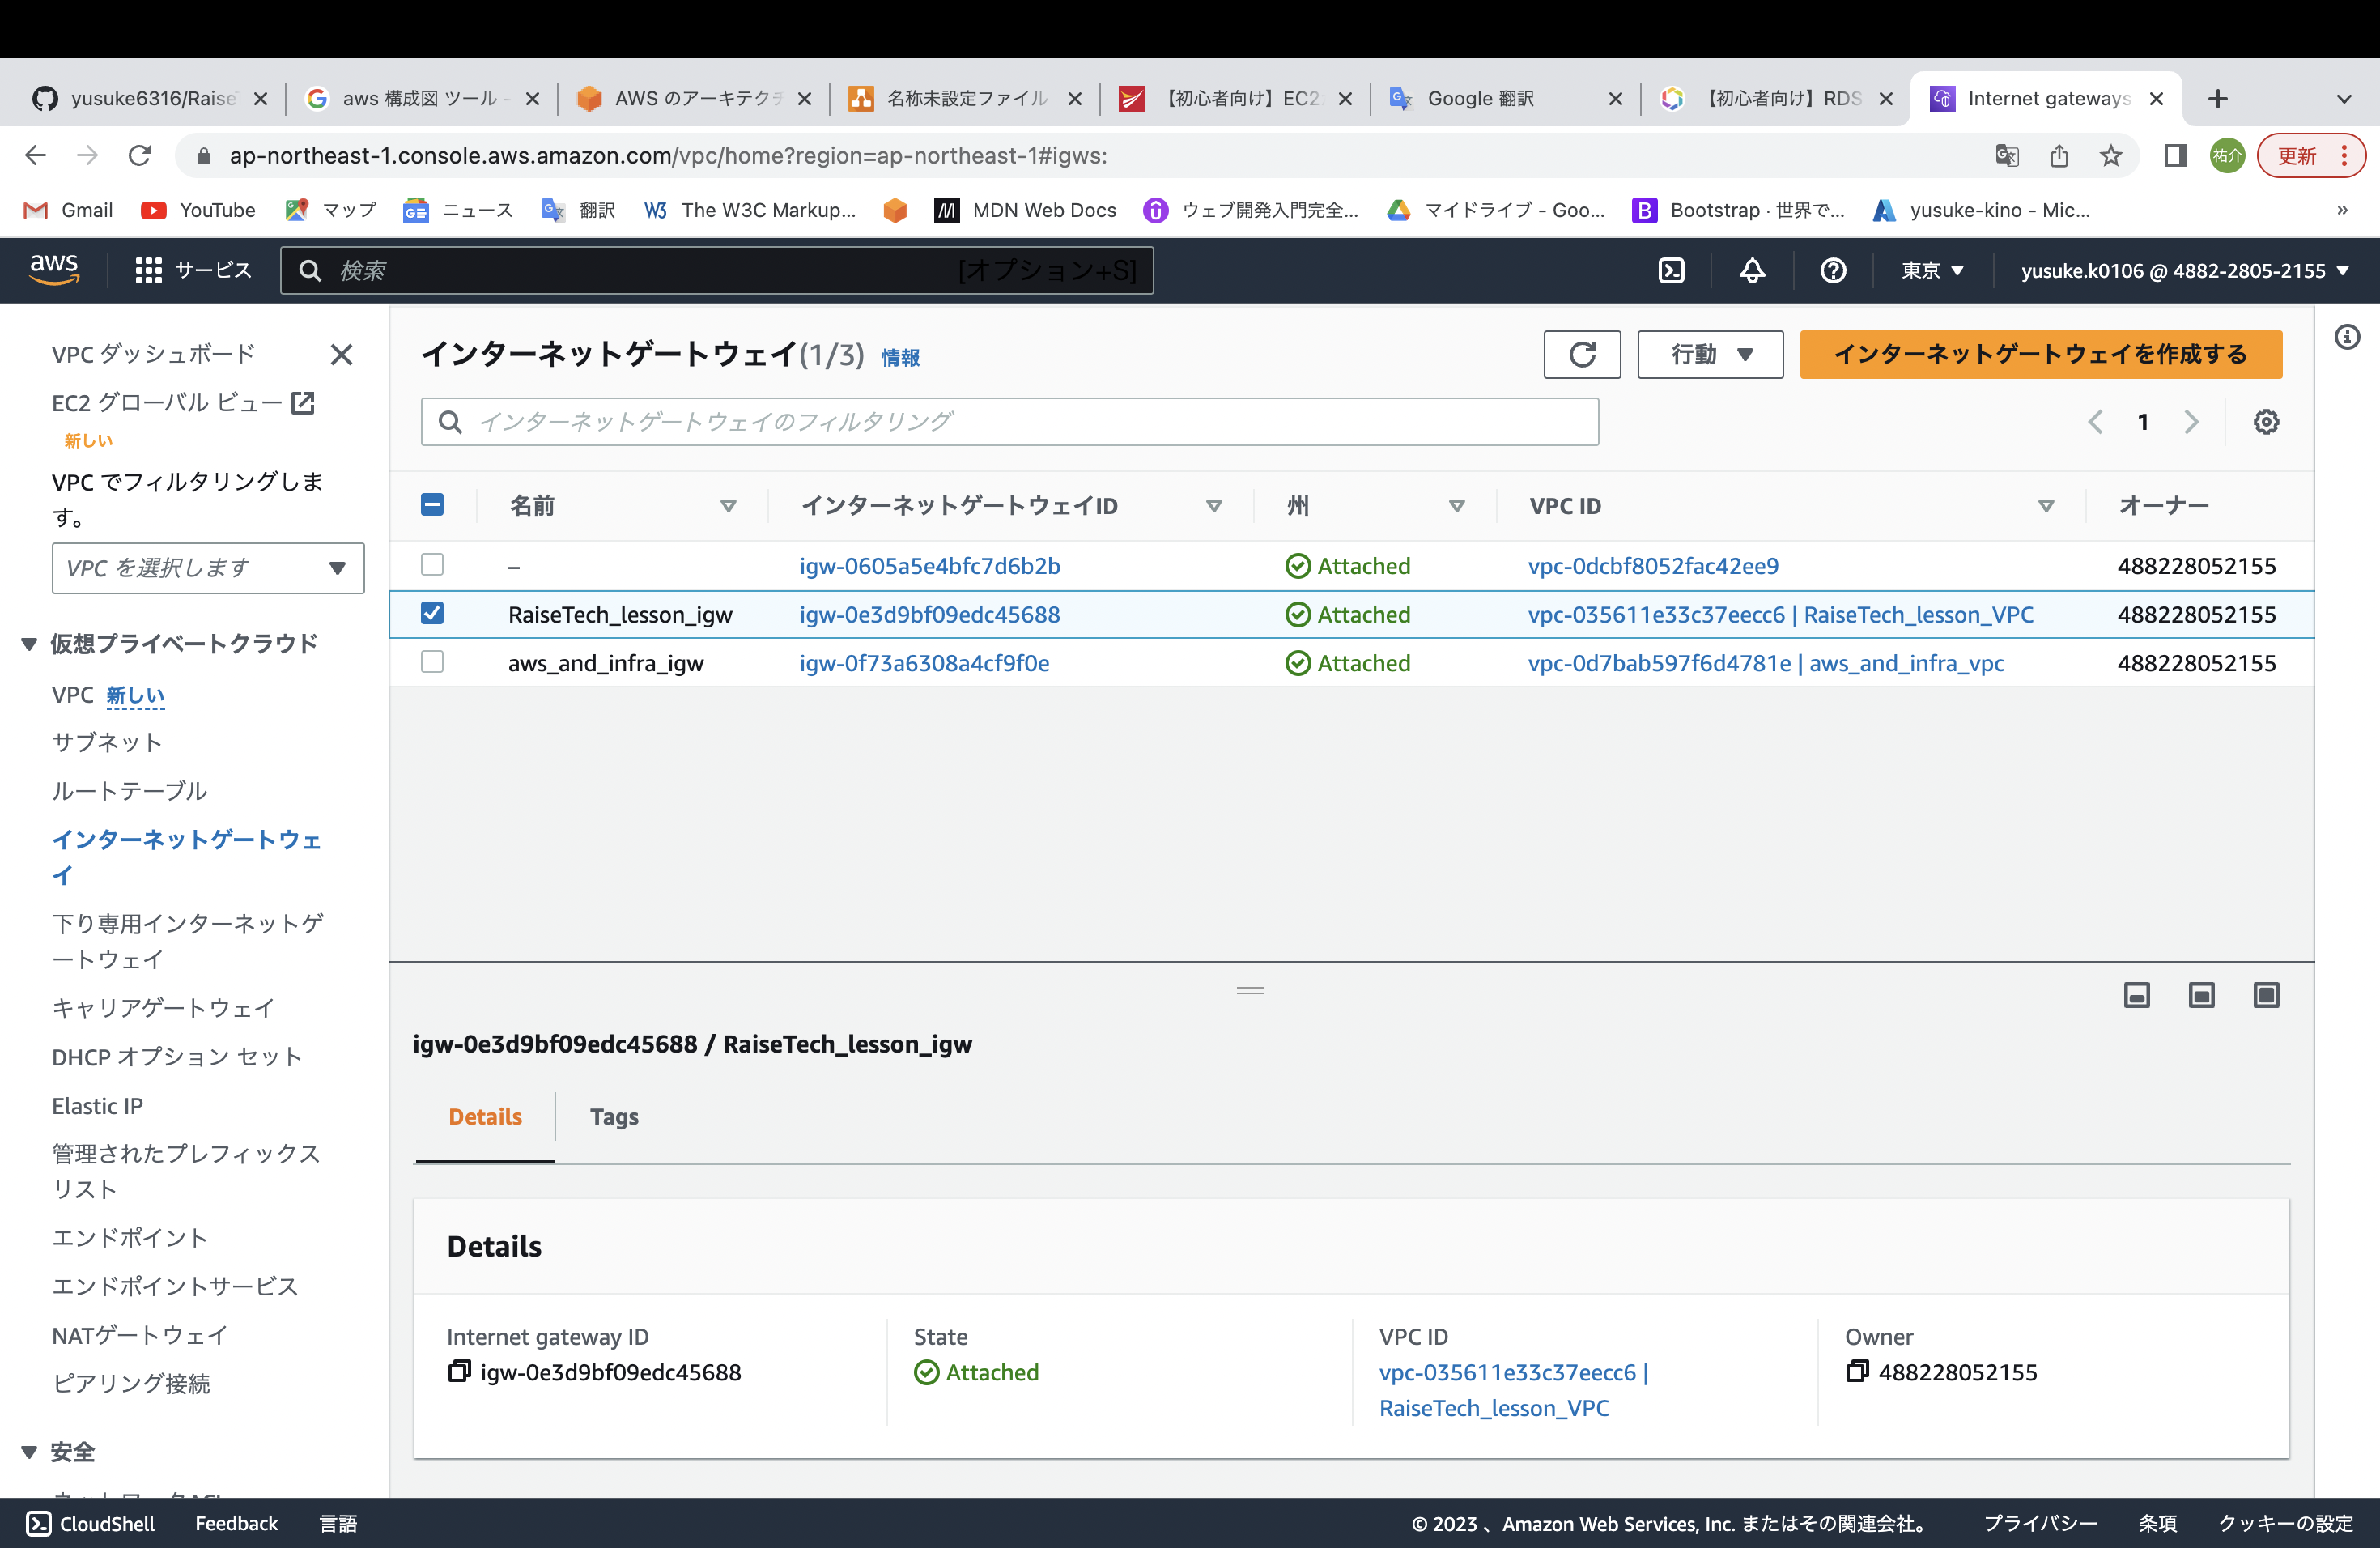 yusuke6316/Raise
aws 構成図 ツール -
AWS のアーキテクチ
名称未設定ファイル
【初心者向け】EC2
Google 翻訳
【初心者向け】RDS
Internet gateways
ap-northeast-1.console.aws.amazon.com/vpc/home?region=ap-northeast-1#igws:
祐介
更新
Gmail
YouTube
マップ
ニュース
翻訳
The W3C Markup...
MDN Web Docs
ウェブ開発入門完全...
マイドライブ - Goo...
Bootstrap · 世界で...
yusuke-kino - Mic...
»
aws
サービス
検索
[オプション+S]
東京
yusuke.k0106 @ 4882-2805-2155
VPC ダッシュボード
EC2 グローバル ビュー
新しい
VPC でフィルタリングしま
す。
VPC を選択します
仮想プライベートクラウド
VPC 新しい
サブネット
ルートテーブル
インターネットゲートウェ
イ
下り専用インターネットゲ
ートウェイ
キャリアゲートウェイ
DHCP オプション セット
Elastic IP
管理されたプレフィックス
リスト
エンドポイント
エンドポイントサービス
NATゲートウェイ
ピアリング接続
安全
インターネットゲートウェイ(1/3) 情報
行動
インターネットゲートウェイを作成する
インターネットゲートウェイのフィルタリング
1
名前 インターネットゲートウェイID 州 VPC ID オーナー
– igw-0605a5e4bfc7d6b2b Attached vpc-0dcbf8052fac42ee9 488228052155
RaiseTech_lesson_igw igw-0e3d9bf09edc45688 Attached vpc-035611e33c37eecc6 | RaiseTech_lesson_VPC 488228052155
aws_and_infra_igw igw-0f73a6308a4cf9f0e Attached vpc-0d7bab597f6d4781e | aws_and_infra_vpc 488228052155
igw-0e3d9bf09edc45688 / RaiseTech_lesson_igw
Details
Tags
Details
Internet gateway ID
igw-0e3d9bf09edc45688
State
Attached
VPC ID
vpc-035611e33c37eecc6 |
RaiseTech_lesson_VPC
Owner
488228052155
CloudShell
Feedback
言語
© 2023 、Amazon Web Services, Inc. またはその関連会社。
プライバシー
条項
クッキーの設定